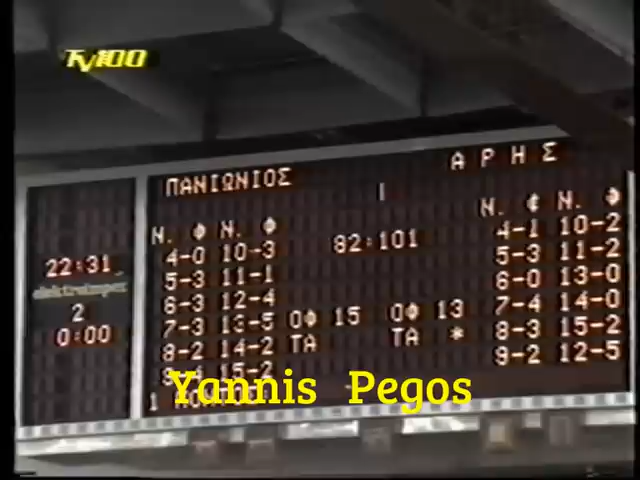 TV100
ΠΑΝΙΩΝΙΟΣ
ΑΡΗΣ
Ν. Φ Ν. Φ
82:101
Ν. Φ Ν. Φ
4-0 10-3
5-3 11-1
6-3 12-4
7-3 13-5
8-2 14-2
15-2
ΟΦ 15 ΟΦ 13
ΤΑ ΤΑ *
4-1 10-2
5-3 11-2
6-0 13-0
7-4 14-0
8-3 15-2
9-2 12-5
22:31
elektroimpex
2
0:00
Yannis Pegos